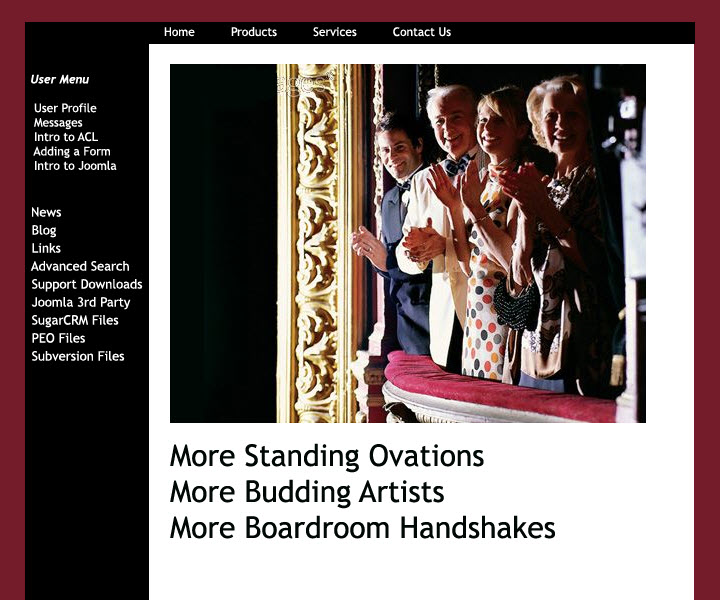 Home Products Services Contact Us
User Menu
User Profile
Messages
Intro to ACL
Adding a Form
Intro to Joomla
News
Blog
Links
Advanced Search
Support Downloads
Joomla 3rd Party
SugarCRM Files
PEO Files
Subversion Files
More Standing Ovations
More Budding Artists
More Boardroom Handshakes